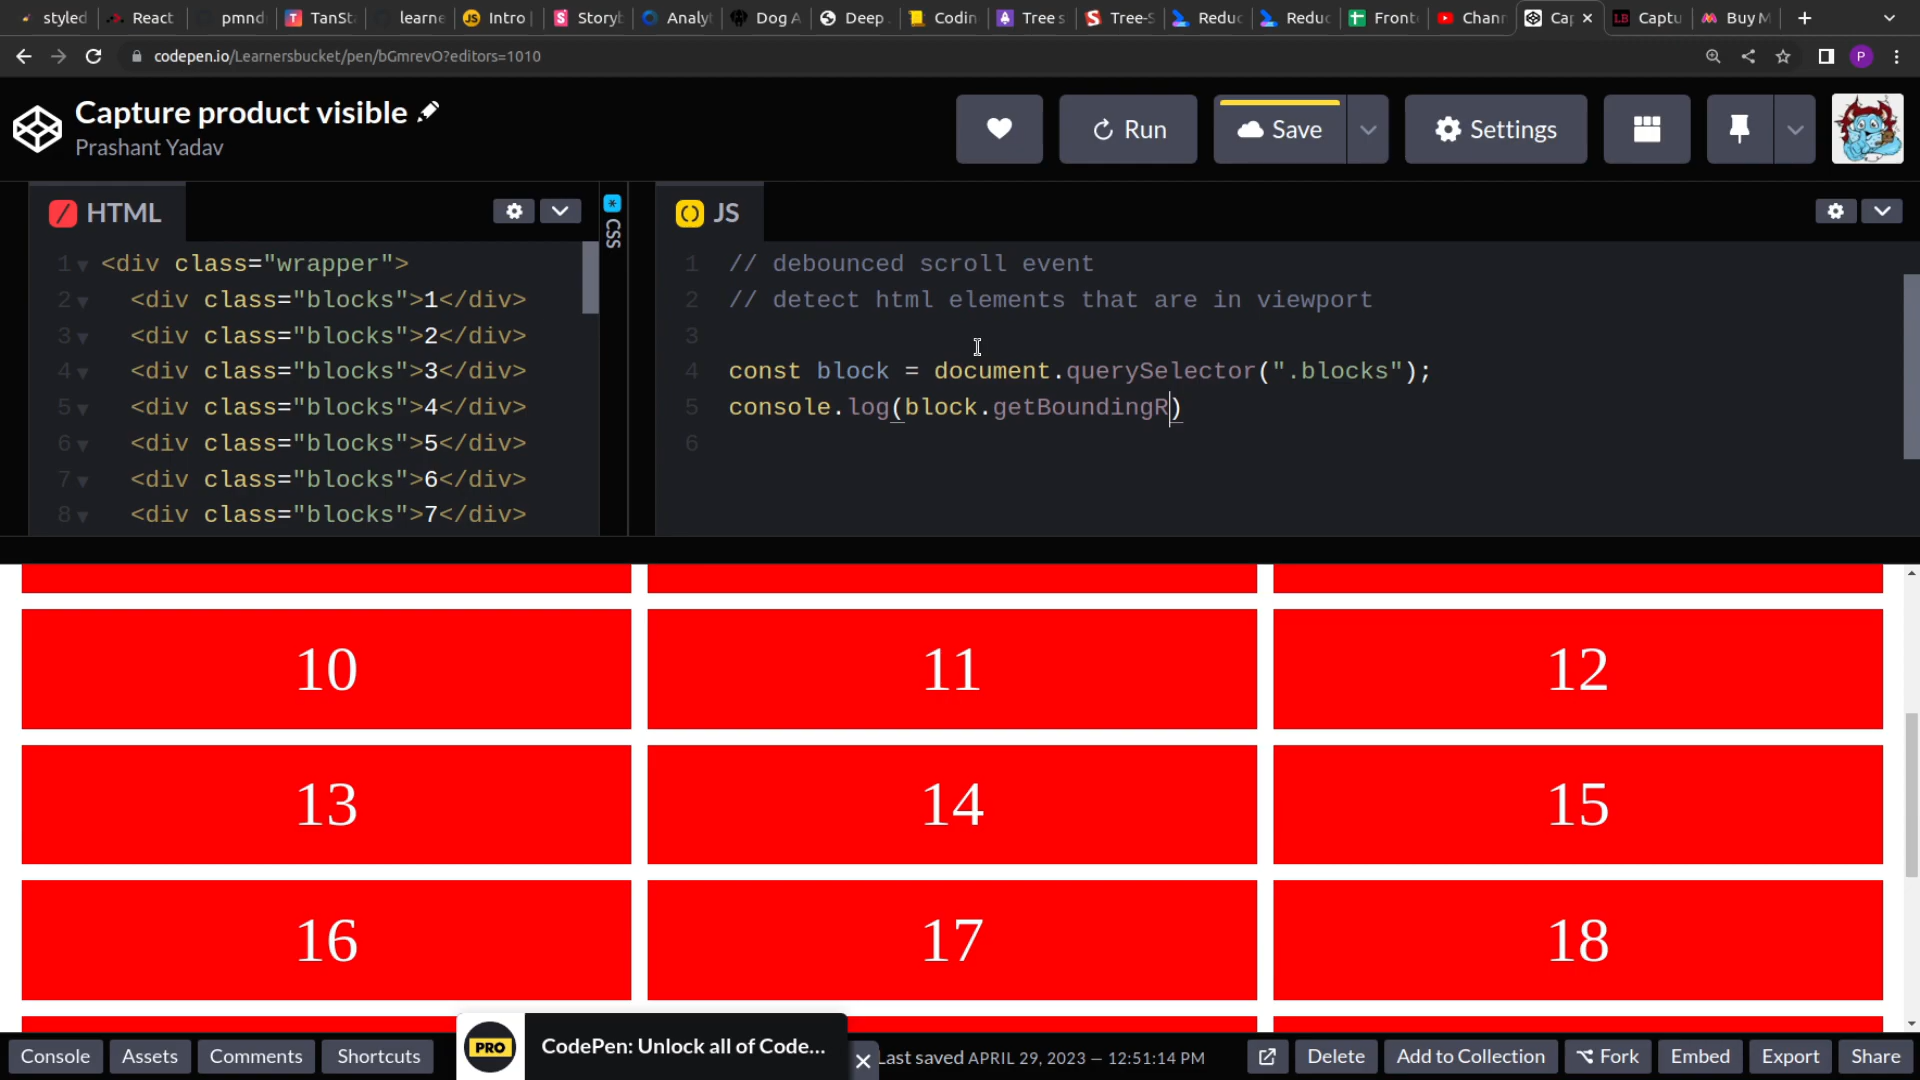 styled
React
pmnd
TanSta
learne
Intro
Storyb
Analyt
Dog A
Deep
Codin
Tree s
Tree-S
Reduc
Reduc
Front
Chann
Cap
Captu
Buy M
codepen.io/Learnersbucket/pen/bGmrevO?editors=1010
P
Capture product visible
Prashant Yadav
Run
Save
Settings
HTML
CSS
JS
1 <div class="wrapper">
2 <div class="blocks">1</div>
3 <div class="blocks">2</div>
4 <div class="blocks">3</div>
5 <div class="blocks">4</div>
6 <div class="blocks">5</div>
7 <div class="blocks">6</div>
8 <div class="blocks">7</div>
1 // debounced scroll event
2 // detect html elements that are in viewport
3
4 const block = document.querySelector(".blocks");
5 console.log(block.getBoundingR)
6
10 11 12
13 14 15
16 17 18
Console
Assets
Comments
Shortcuts
PRO
CodePen: Unlock all of Code...
Last saved APRIL 29, 2023 — 12:51:14 PM
Delete
Add to Collection
Fork
Embed
Export
Share